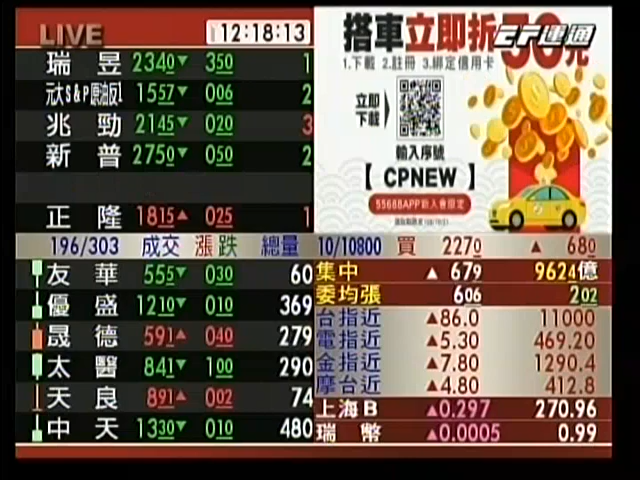 LIVE 12:18:13
瑞昱 2340▼ 350 1
元大S&P原油反1 1557▼ 006 2
兆勁 2145▼ 020 3
新普 2750▼ 050 2
正隆 1815▲ 025 1
196/303 成交 漲跌 總量
友華 555▼ 030 60
優盛 1210▼ 010 369
晟德 591▲ 040 279
太醫 841▼ 100 290
天良 891▲ 002 74
中天 1330▼ 010 480
搭車立即折50元
EF運通
1.下載 2.註冊 3.綁定信用卡
立即
下載
輸入序號
【CPNEW】
55688APP新入會限定
10/10800 買 2270 ▲ 680
集中 ▲ 679 9624億
委均張 606 202
台指近 ▲86.0 11000
電指近 ▲5.30 469.20
金指近 ▲7.80 1290.4
摩台近 ▲4.80 412.8
上海B ▲0.297 270.96
瑞幣 ▲0.0005 0.99